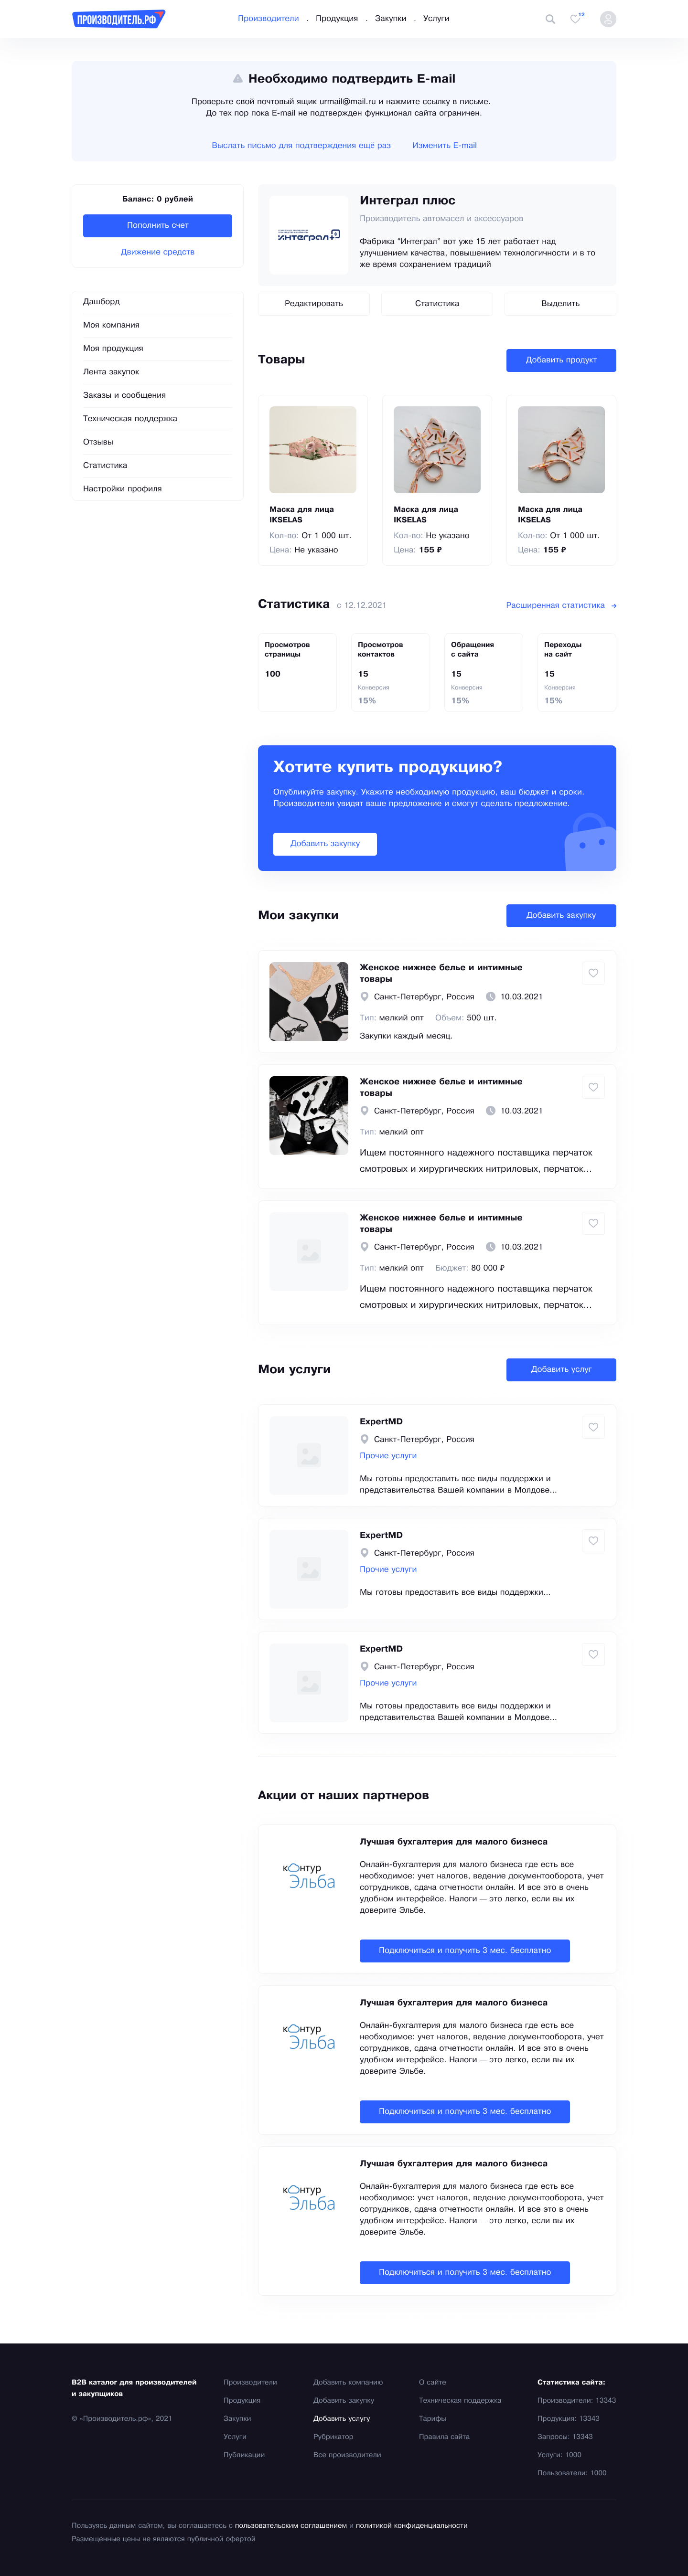 ПРОИЗВОДИТЕЛЬ.РФ
Производители . Продукция . Закупки . Услуги
12
Необходимо подтвердить E-mail
Проверьте свой почтовый ящик urmail@mail.ru и нажмите ссылку в письме.
До тех пор пока E-mail не подтвержден функционал сайта ограничен.
Выслать письмо для подтверждения ещё раз Изменить E-mail
Баланс: 0 рублей
Пополнить счет
Движение средств
Дашборд
Моя компания
Моя продукция
Лента закупок
Заказы и сообщения
Техническая поддержка
Отзывы
Статистика
Настройки профиля
интеграл+
Интеграл плюс
Производитель автомасел и аксессуаров
Фабрика “Интеграл” вот уже 15 лет работает над
улучшением качества, повышением технологичности и в то
же время сохранением традиций
Редактировать Статистика Выделить
Товары
Добавить продукт
Маска для лица
IKSELAS
Кол-во: От 1 000 шт.
Цена: Не указано
Маска для лица
IKSELAS
Кол-во: Не указано
Цена: 155 ₽
Маска для лица
IKSELAS
Кол-во: От 1 000 шт.
Цена: 155 ₽
Статистика с 12.12.2021
Расширенная статистика
Просмотров
страницы
100
Просмотров
контактов
15
Конверсия
15%
Обращения
с сайта
15
Конверсия
15%
Переходы
на сайт
15
Конверсия
15%
Хотите купить продукцию?
Опубликуйте закупку. Укажите необходимую продукцию, ваш бюджет и сроки.
Производители увидят ваше предложение и смогут сделать предложение.
Добавить закупку
Мои закупки
Добавить закупку
Женское нижнее белье и интимные
товары
Санкт-Петербург, Россия 10.03.2021
Тип: мелкий опт Объем: 500 шт.
Закупки каждый месяц.
Женское нижнее белье и интимные
товары
Санкт-Петербург, Россия 10.03.2021
Тип: мелкий опт
Ищем постоянного надежного поставщика перчаток
смотровых и хирургических нитриловых, перчаток...
Женское нижнее белье и интимные
товары
Санкт-Петербург, Россия 10.03.2021
Тип: мелкий опт Бюджет: 80 000 ₽
Ищем постоянного надежного поставщика перчаток
смотровых и хирургических нитриловых, перчаток...
Мои услуги
Добавить услуг
ExpertMD
Санкт-Петербург, Россия
Прочие услуги
Мы готовы предоставить все виды поддержки и
представительства Вашей компании в Молдове...
ExpertMD
Санкт-Петербург, Россия
Прочие услуги
Мы готовы предоставить все виды поддержки...
ExpertMD
Санкт-Петербург, Россия
Прочие услуги
Мы готовы предоставить все виды поддержки и
представительства Вашей компании в Молдове...
Акции от наших партнеров
контур
Эльба
Лучшая бухгалтерия для малого бизнеса
Онлайн-бухгалтерия для малого бизнеса где есть все
необходимое: учет налогов, ведение документооборота, учет
сотрудников, сдача отчетности онлайн. И все это в очень
удобном интерфейсе. Налоги — это легко, если вы их
доверите Эльбе.
Подключиться и получить 3 мес. бесплатно
контур
Эльба
Лучшая бухгалтерия для малого бизнеса
Онлайн-бухгалтерия для малого бизнеса где есть все
необходимое: учет налогов, ведение документооборота, учет
сотрудников, сдача отчетности онлайн. И все это в очень
удобном интерфейсе. Налоги — это легко, если вы их
доверите Эльбе.
Подключиться и получить 3 мес. бесплатно
контур
Эльба
Лучшая бухгалтерия для малого бизнеса
Онлайн-бухгалтерия для малого бизнеса где есть все
необходимое: учет налогов, ведение документооборота, учет
сотрудников, сдача отчетности онлайн. И все это в очень
удобном интерфейсе. Налоги — это легко, если вы их
доверите Эльбе.
Подключиться и получить 3 мес. бесплатно
B2B каталог для производителей
и закупщиков
© «Производитель.рф», 2021
Производители
Продукция
Закупки
Услуги
Публикации
Добавить компанию
Добавить закупку
Добавить услугу
Рубрикатор
Все производители
О сайте
Техническая поддержка
Тарифы
Правила сайта
Статистика сайта:
Производители: 13343
Продукция: 13343
Запросы: 13343
Услуги: 1000
Пользователи: 1000
Пользуясь данным сайтом, вы соглашаетесь с пользовательским соглашением и политикой конфиденциальности
Размещенные цены не являются публичной офертой